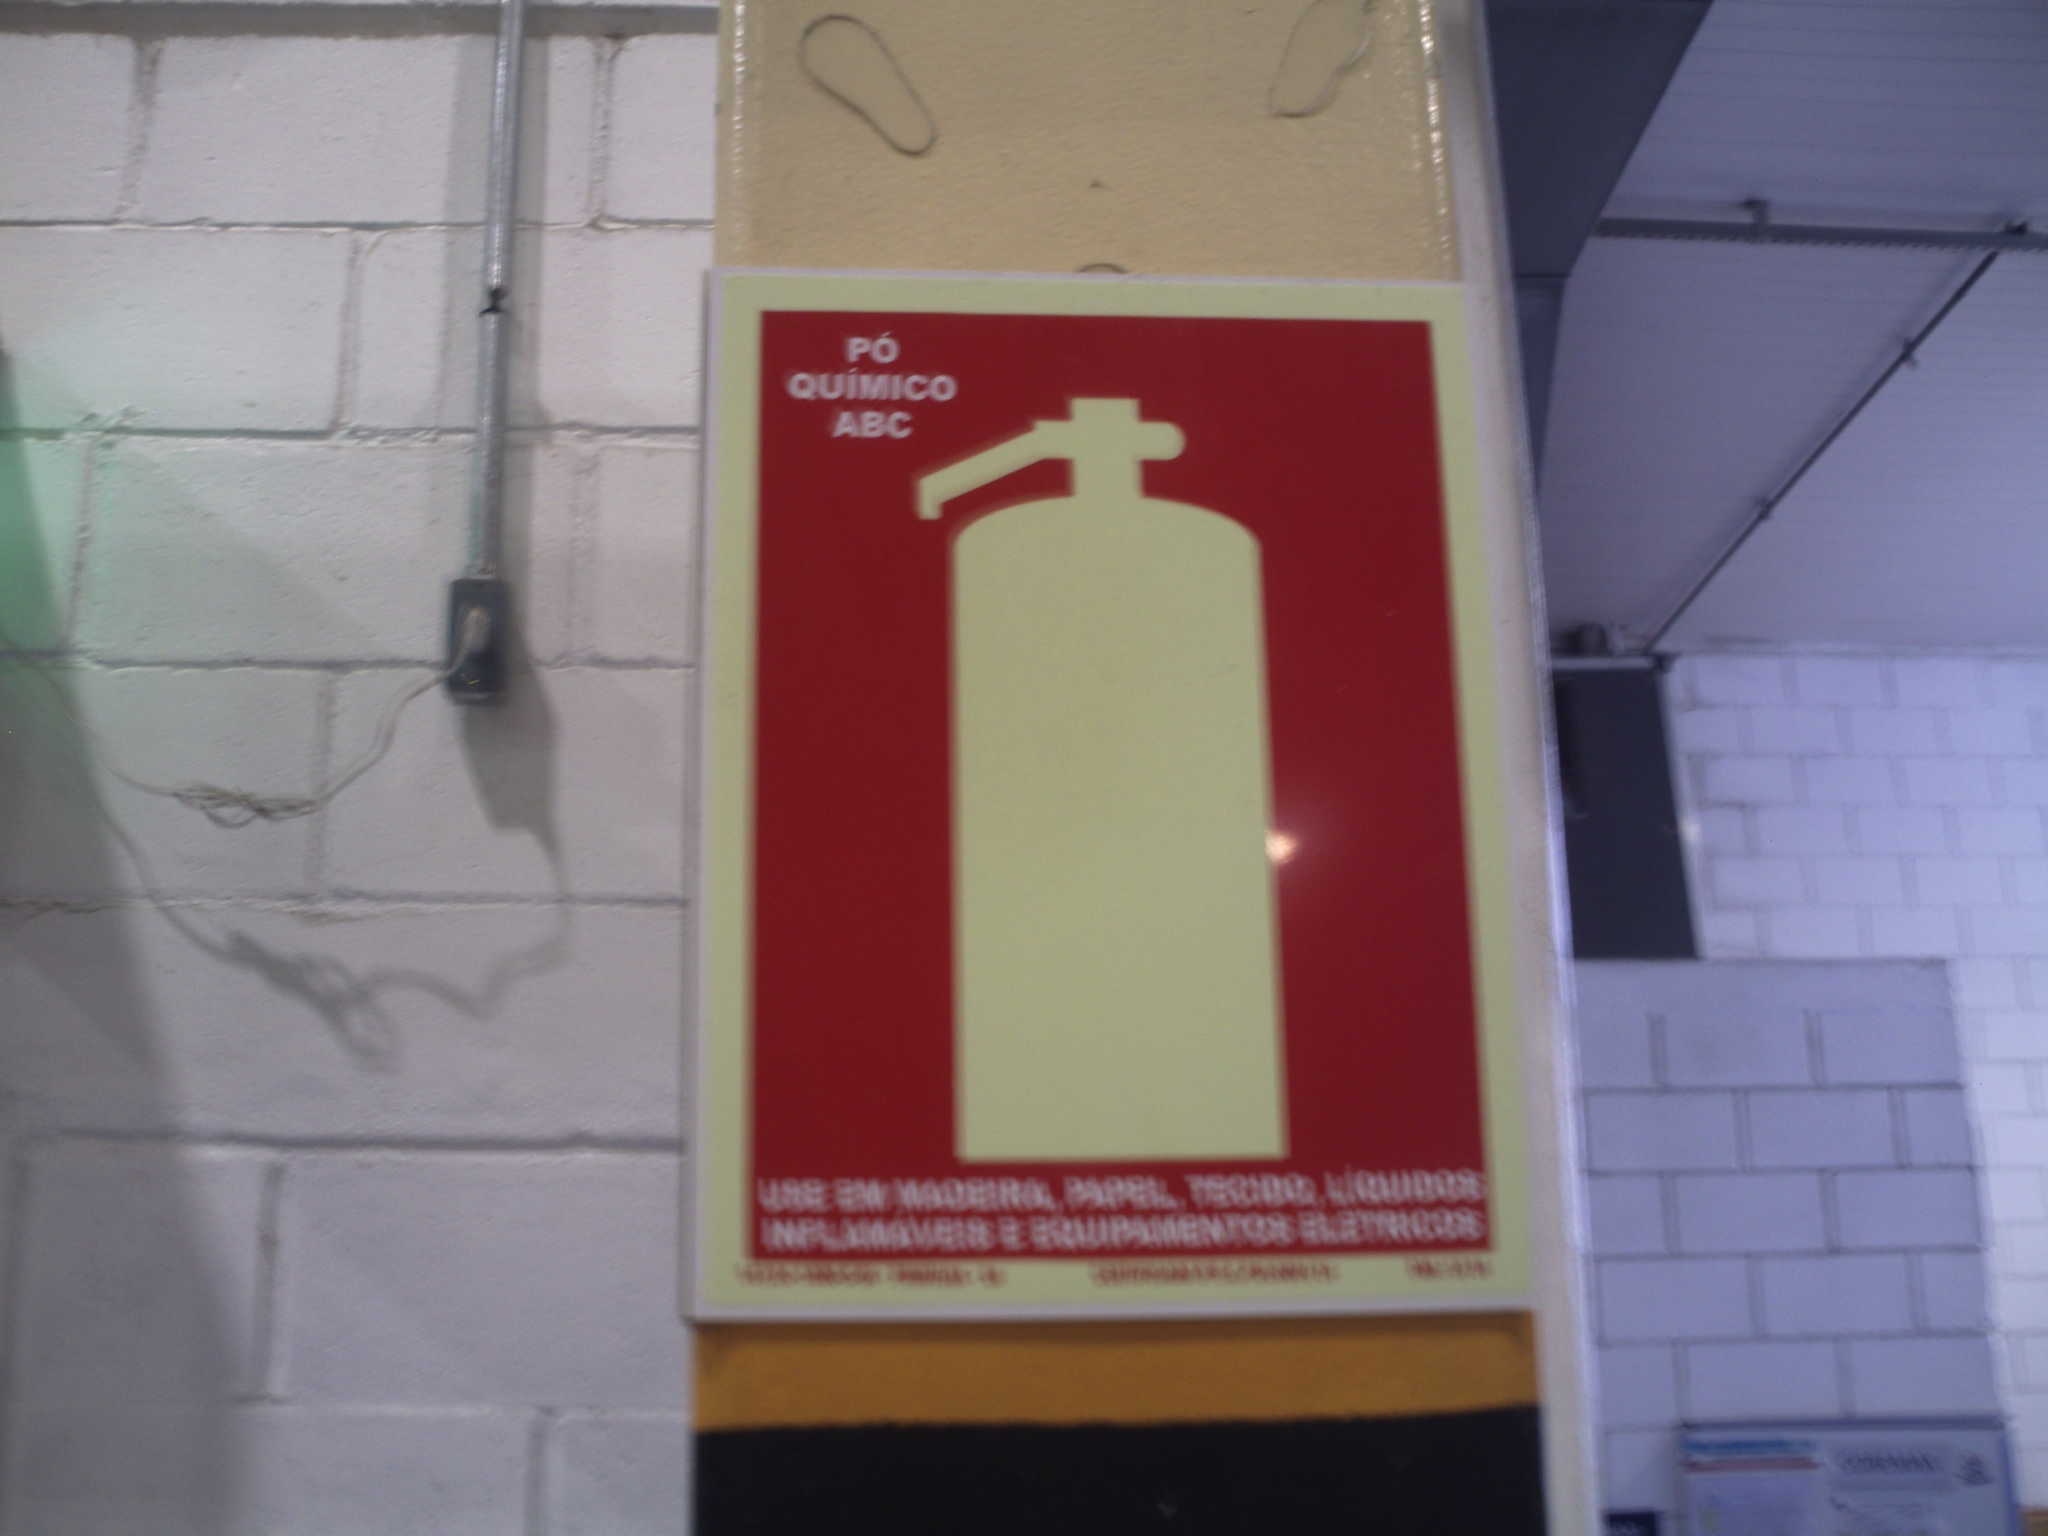 PÓ
QUÍMICO
ABC
USE EM MADEIRA, PAPEL, TECIDO, LÍQUIDOS
INFLAMÁVEIS E EQUIPAMENTOS ELÉTRICOS